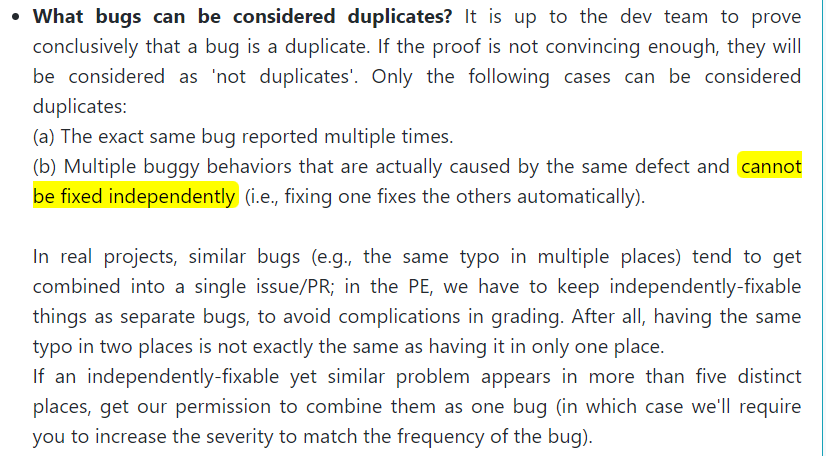 • What bugs can be considered duplicates? It is up to the dev team to prove
conclusively that a bug is a duplicate. If the proof is not convincing enough, they will
be considered as 'not duplicates'. Only the following cases can be considered
duplicates:
(a) The exact same bug reported multiple times.
(b) Multiple buggy behaviors that are actually caused by the same defect and cannot
be fixed independently (i.e., fixing one fixes the others automatically).
In real projects, similar bugs (e.g., the same typo in multiple places) tend to get
combined into a single issue/PR; in the PE, we have to keep independently-fixable
things as separate bugs, to avoid complications in grading. After all, having the same
typo in two places is not exactly the same as having it in only one place.
If an independently-fixable yet similar problem appears in more than five distinct
places, get our permission to combine them as one bug (in which case we'll require
you to increase the severity to match the frequency of the bug).